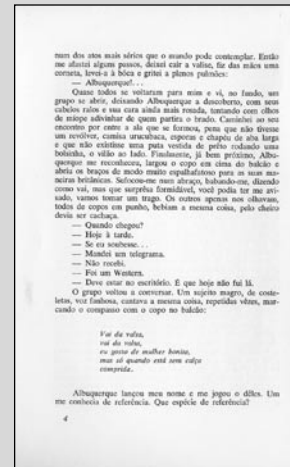 num dos atos mais sérios que o mundo pode contemplar. Então
me afastei alguns passos, deixei cair a valise, fiz das mãos uma
corneta, levei-a à bôca e gritei a plenos pulmões:
— Albuquerque!...
Quase todos se voltaram para mim e vi, no fundo, um
grupo se abrir, deixando Albuquerque a descoberto, com seus
cabelos ralos e sua cara ainda mais rosada, tentando com olhos
de míope adivinhar de quem partira o brado. Caminhei ao seu
encontro por entre a ala que se formou, pena que não tivesse
um revólver, camisa urucubaca, esporas e chapéu de aba larga
e que não existisse uma puta vestida de prêto rodando uma
bolsinha, o vilão ao lado. Finalmente, já bem próximo, Albu-
querque me reconheceu, largou o copo em cima do balcão e
abriu os braços de modo muito espalhafatoso para as suas ma-
neiras britânicas. Sufocou-me num abraço, babando-me, dizendo
como vai, mas que surprêsa formidável, você podia ter me avi-
sado, vamos tomar um trago. Os outros apenas nos olhavam,
todos de copos em punho, bebiam a mesma coisa, pelo cheiro
devia ser cachaça.
— Quando chegou?
— Hoje à tarde.
— Se eu soubesse...
— Mandei um telegrama.
— Não recebi.
— Foi um Western.
— Deve estar no escritório. É que hoje não fui lá.
O grupo voltou a conversar. Um sujeito magro, de coste-
letas, voz fanhosa, cantava a mesma coisa, repetidas vêzes, mar-
cando o compasso com o copo no balcão:
Vai da valsa,
vai da valsa,
eu gosto de mulher bonita,
mas só quando está sem calça
comprida.
Albuquerque lançou meu nome e me jogou o dêles. Um
me conhecia de referência. Que espécie de referência?
4